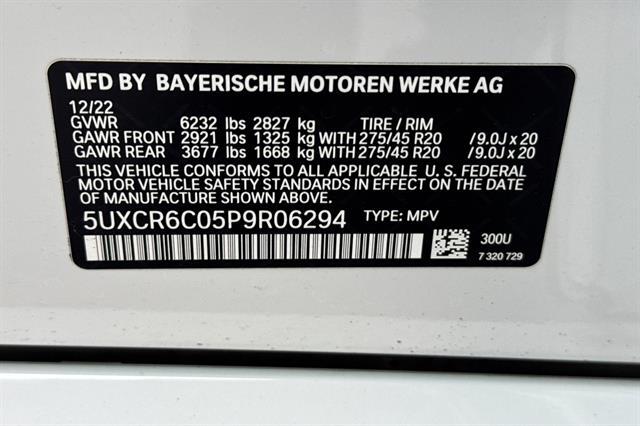 MFD BY BAYERISCHE MOTOREN WERKE AG
12/22
GVWR 6232 lbs 2827 kg TIRE / RIM
GAWR FRONT 2921 lbs 1325 kg WITH 275/45 R20 /9.0J x 20
GAWR REAR 3677 lbs 1668 kg WITH 275/45 R20 /9.0J x 20
THIS VEHICLE CONFORMS TO ALL APPLICABLE U.S. FEDERAL
MOTOR VEHICLE SAFETY STANDARDS IN EFFECT ON THE DATE
OF MANUFACTURE SHOWN ABOVE.
5UXCR6C05P9R06294 TYPE: MPV
300U
7 320 729